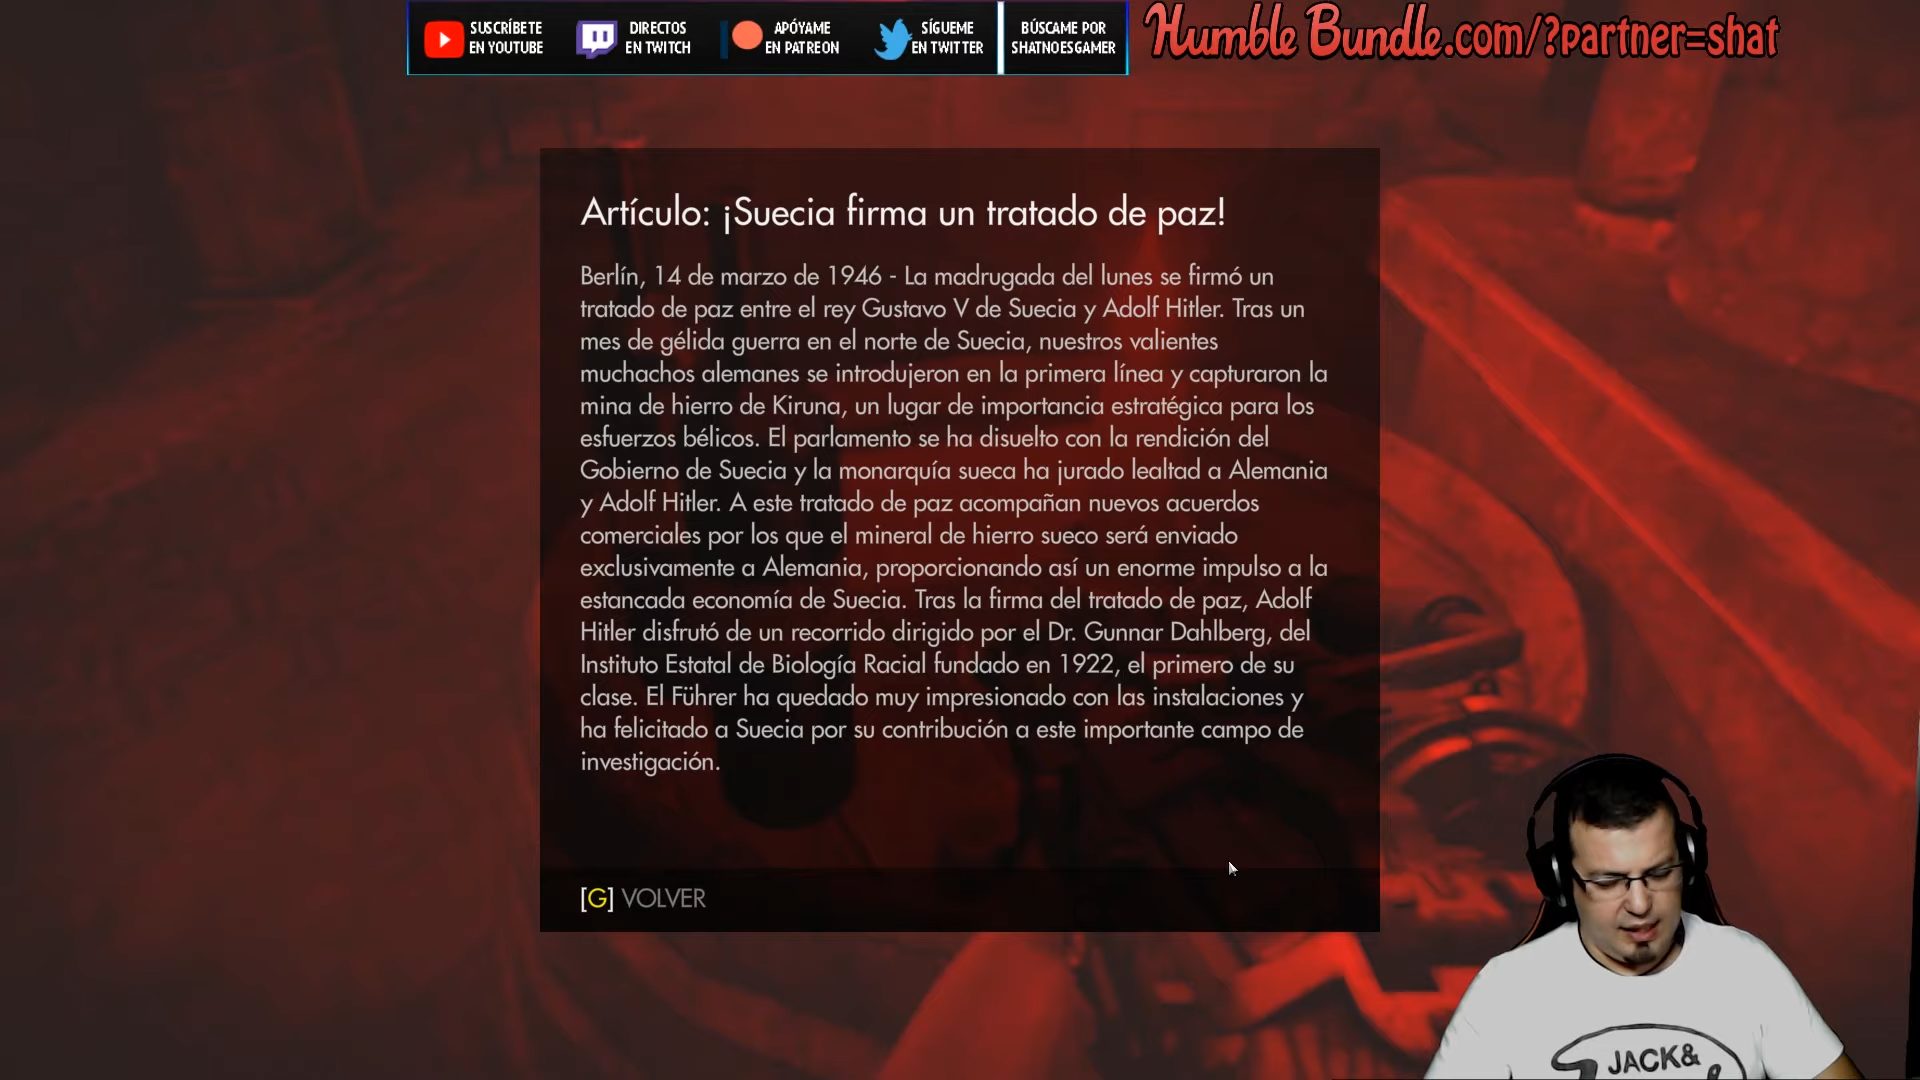 SUSCRÍBETE
EN YOUTUBE
DIRECTOS
EN TWITCH
APÓYAME
EN PATREON
SÍGUEME
EN TWITTER
BÚSCAME POR
SHATNOESGAMER
Humble Bundle.com/?partner=shat
Artículo: ¡Suecia firma un tratado de paz!
Berlín, 14 de marzo de 1946 - La madrugada del lunes se firmó un
tratado de paz entre el rey Gustavo V de Suecia y Adolf Hitler. Tras un
mes de gélida guerra en el norte de Suecia, nuestros valientes
muchachos alemanes se introdujeron en la primera línea y capturaron la
mina de hierro de Kiruna, un lugar de importancia estratégica para los
esfuerzos bélicos. El parlamento se ha disuelto con la rendición del
Gobierno de Suecia y la monarquía sueca ha jurado lealtad a Alemania
y Adolf Hitler. A este tratado de paz acompañan nuevos acuerdos
comerciales por los que el mineral de hierro sueco será enviado
exclusivamente a Alemania, proporcionando así un enorme impulso a la
estancada economía de Suecia. Tras la firma del tratado de paz, Adolf
Hitler disfrutó de un recorrido dirigido por el Dr. Gunnar Dahlberg, del
Instituto Estatal de Biología Racial fundado en 1922, el primero de su
clase. El Führer ha quedado muy impresionado con las instalaciones y
ha felicitado a Suecia por su contribución a este importante campo de
investigación.
[G] VOLVER
JACK&